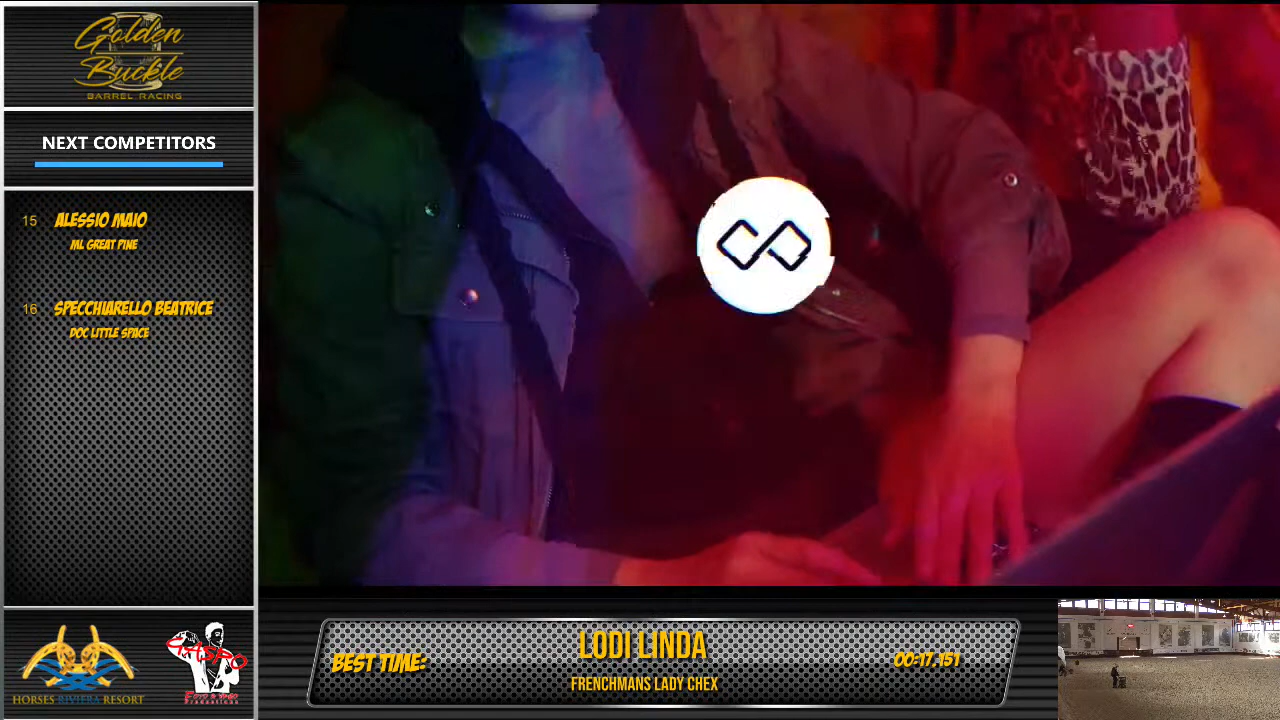 Golden
Buckle
BARREL RACING
NEXT COMPETITORS
15 ALESSIO MAIO
ML GREAT PINE
16 SPECCHIARELLO BEATRICE
DOC LITTLE SPACE
HORSES RIVIERA RESORT
GASPO
BEST TIME:
LODI LINDA
FRENCHMANS LADY CHEX
00:17.151